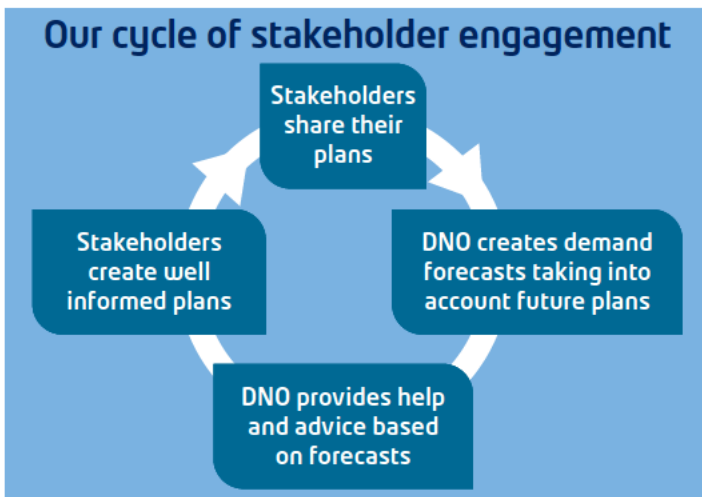 Our cycle of stakeholder engagement
Stakeholders
share their
plans
DNO creates demand
forecasts taking into
account future plans
DNO provides help
and advice based
on forecasts
Stakeholders
create well
informed plans